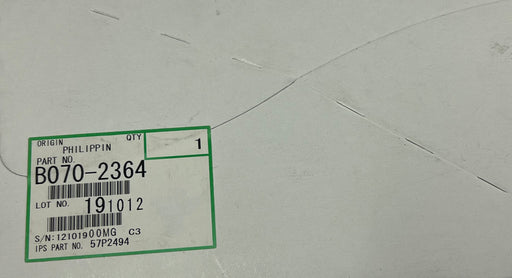 ORIGIN QTY
PHILIPPIN 1
PART NO.
B070-2364
LOT NO. 191012
S/N:12101900MG C3
IPS PART NO. 57P2494